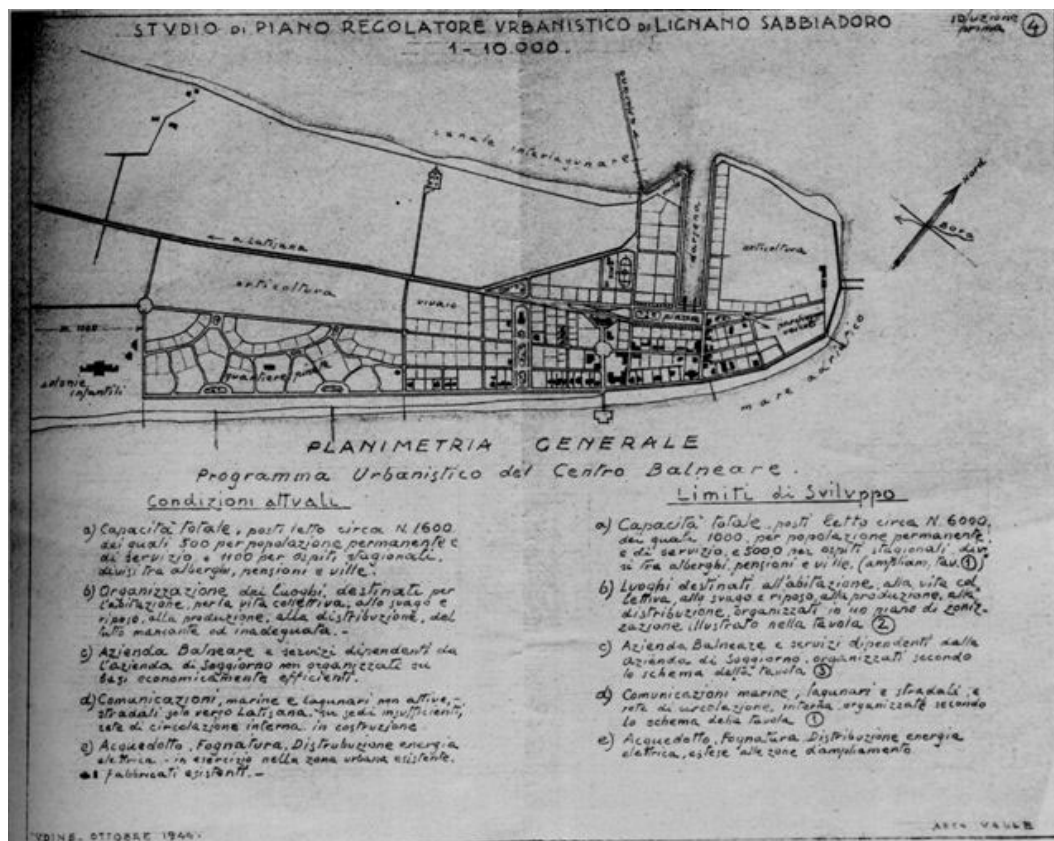 STVDIO DI PIANO REGOLATORE VRBANISTICO DI LIGNANO SABBIADORO
1-10.000.
prima
4
canale interlagunare
Nord
Bora
a Latisana
darsena
orticoltura
orticoltura
vivaio
piazza
m. 1000
colonie
infantili
quartiere pineta
mare adriatico
PLANIMETRIA GENERALE
Programma Urbanistico del Centro Balneare.
Condizioni attuali
a) Capacità totale, posti letto circa N. 1600
dei quali 500 per popolazione permanente e
di servizio e 1100 per ospiti stagionali,
divisi tra alberghi, pensioni e ville.
b) Organizzazione dei luoghi, destinati per
l'abitazione, per la vita collettiva, allo svago e
riposo, alla produzione, alla distribuzione, del
tutto mancante od inadeguata. -
c) Azienda Balneare e servizi dipendenti da
l'azienda di Soggiorno non organizzate su
basi economicamente efficienti.
d) Comunicazioni, marine e lagunari non attive,-
stradali solo verso Latisana, su sedi insufficienti,
rete di circolazione interna in costruzione
e) Acquedotto, Fognatura, Distrubuzione energia
elettrica - in esercizio nella zona urbana esistente.
Fabbricati esistenti. -
Limiti di Sviluppo
a) Capacità totale posti letto circa N. 6000,
dei quali 1000, per popolazione permanente,
e di servizio, e 5000 per ospiti stagionali, divi
si tra alberghi, pensioni e ville, (ampliam, tav. 1)
b) Luoghi destinati all'abitazione, alla vita col
lettiva, allo svago e riposo, alla produzione, alla
distribuzione, organizzati in un piano di zoniz-
zazione illustrato nella tavola 2
c) Azienda Balneare e servizi dipendenti dalla
azienda di Soggiorno, organizzati secondo
lo schema della tavola 3
d) Comunicazioni marine, lagunari e stradali, e
rete di circolazione, interna, organizzate secondo
lo schema della tavola 1
e) Acquedotto, Fognatura, Distribuzione energia
elettrica, estese alle zone d'ampliamento
UDINE, OTTOBRE 1944.
ARCH VALLE